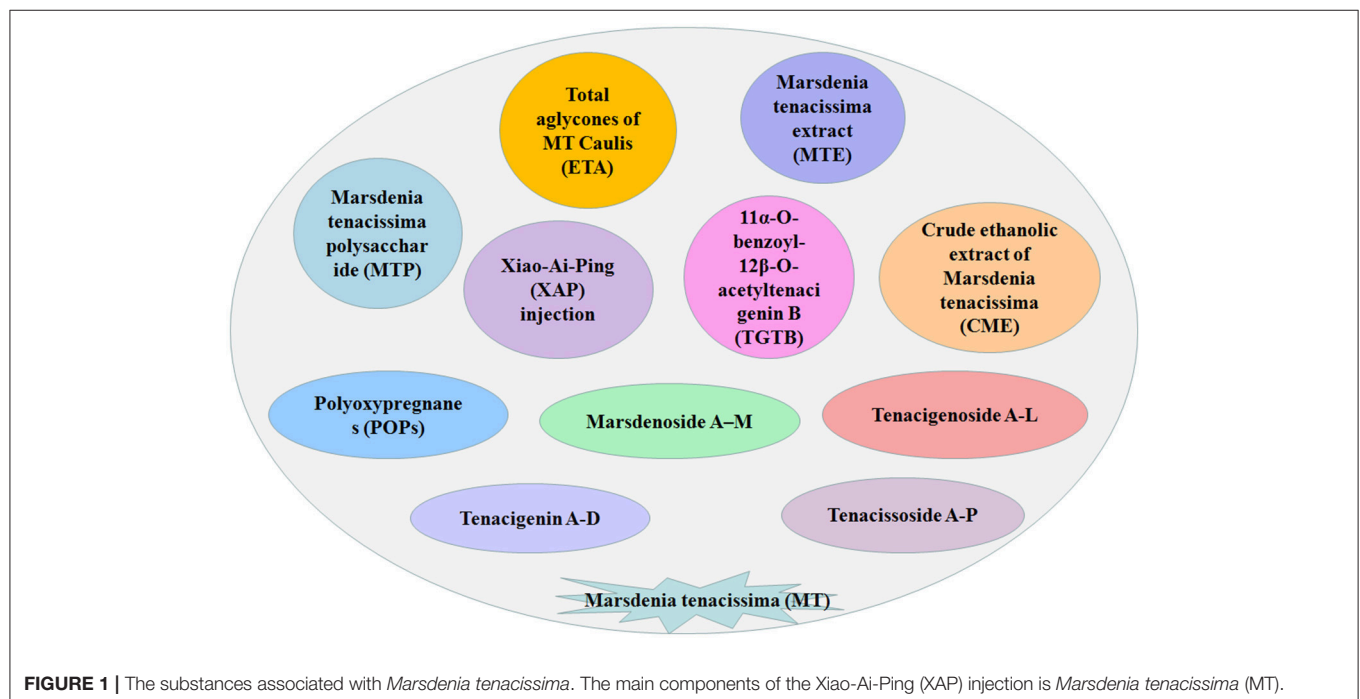 Total
aglycones of
MT Caulis
(ETA)
Marsdenia
tenacissima
extract
(MTE)
Marsdenia
tenacissima
polysacchar
ide (MTP)
Xiao-Ai-Ping
(XAP)
injection
11α-O-
benzoyl-
12β-O-
acetyltenaci
genin B
(TGTB)
Crude ethanolic
extract of
Marsdenia
tenacissima
(CME)
Polyoxypregnane
s (POPs)
Marsdenoside A–M
Tenacigenoside A-L
Tenacigenin A-D
Tenacissoside A-P
Marsdenia tenacissima (MT)
FIGURE 1 | The substances associated with Marsdenia tenacissima. The main components of the Xiao-Ai-Ping (XAP) injection is Marsdenia tenacissima (MT).